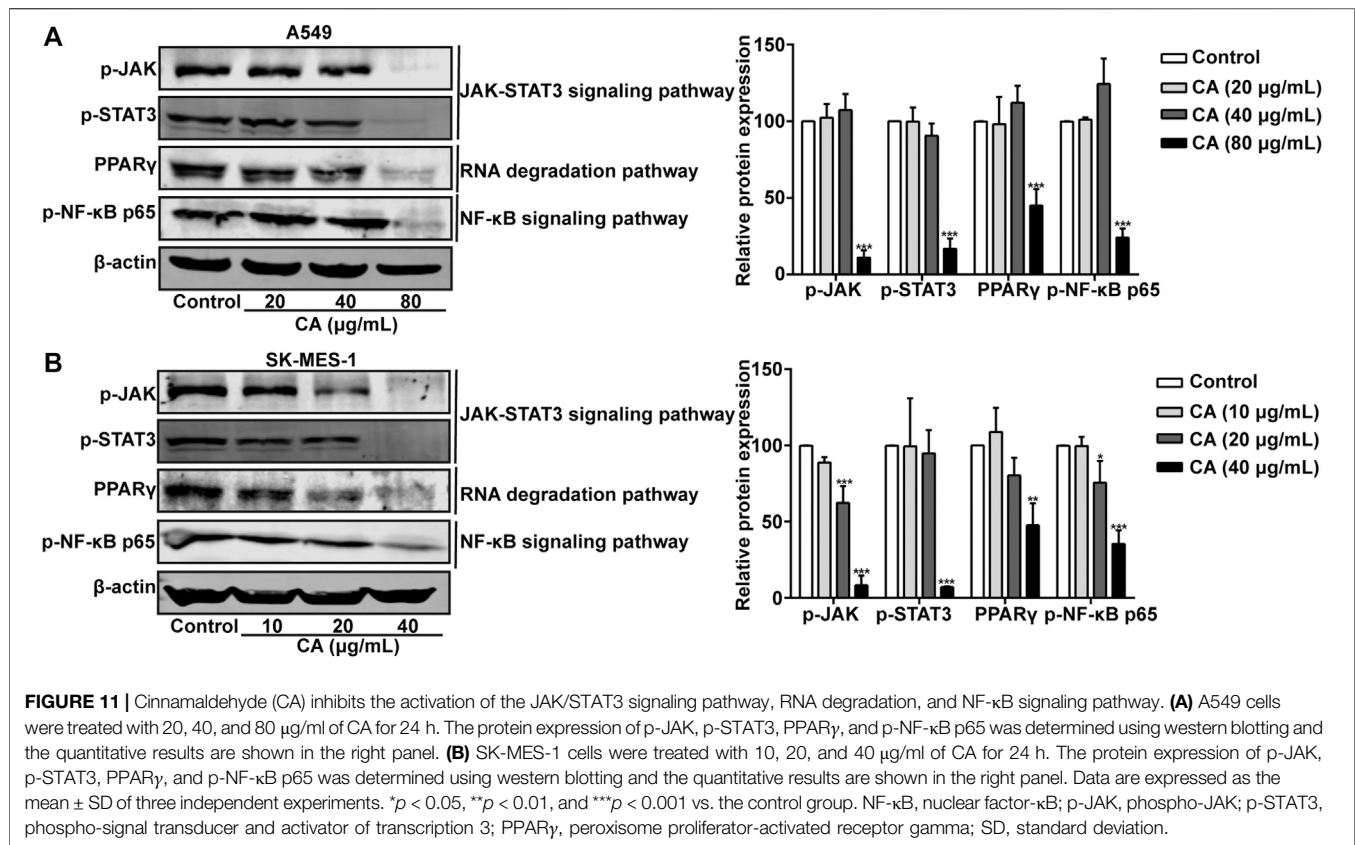 A
A549
p-JAK
p-STAT3
JAK-STAT3 signaling pathway
PPARγ
RNA degradation pathway
p-NF-κB p65
NF-κB signaling pathway
β-actin
Control 20 40 80
CA (µg/mL)
Relative protein expression
150
100
50
0
*** *** *** ***
p-JAK p-STAT3 PPARγ p-NF-κB p65
Control
CA (20 µg/mL)
CA (40 µg/mL)
CA (80 µg/mL)
B
SK-MES-1
p-JAK
p-STAT3
JAK-STAT3 signaling pathway
PPARγ
RNA degradation pathway
p-NF-κB p65
NF-κB signaling pathway
β-actin
Control 10 20 40
CA (µg/mL)
Relative protein expression
150
100
50
0
*** *** *** ** * ***
p-JAK p-STAT3 PPARγ p-NF-κB p65
Control
CA (10 µg/mL)
CA (20 µg/mL)
CA (40 µg/mL)
FIGURE 11 | Cinnamaldehyde (CA) inhibits the activation of the JAK/STAT3 signaling pathway, RNA degradation, and NF-κB signaling pathway. (A) A549 cells
were treated with 20, 40, and 80 μg/ml of CA for 24 h. The protein expression of p-JAK, p-STAT3, PPARγ, and p-NF-κB p65 was determined using western blotting and
the quantitative results are shown in the right panel. (B) SK-MES-1 cells were treated with 10, 20, and 40 μg/ml of CA for 24 h. The protein expression of p-JAK,
p-STAT3, PPARγ, and p-NF-κB p65 was determined using western blotting and the quantitative results are shown in the right panel. Data are expressed as the
mean ± SD of three independent experiments. *p < 0.05, **p < 0.01, and ***p < 0.001 vs. the control group. NF-κB, nuclear factor-κB; p-JAK, phospho-JAK; p-STAT3,
phospho-signal transducer and activator of transcription 3; PPARγ, peroxisome proliferator-activated receptor gamma; SD, standard deviation.